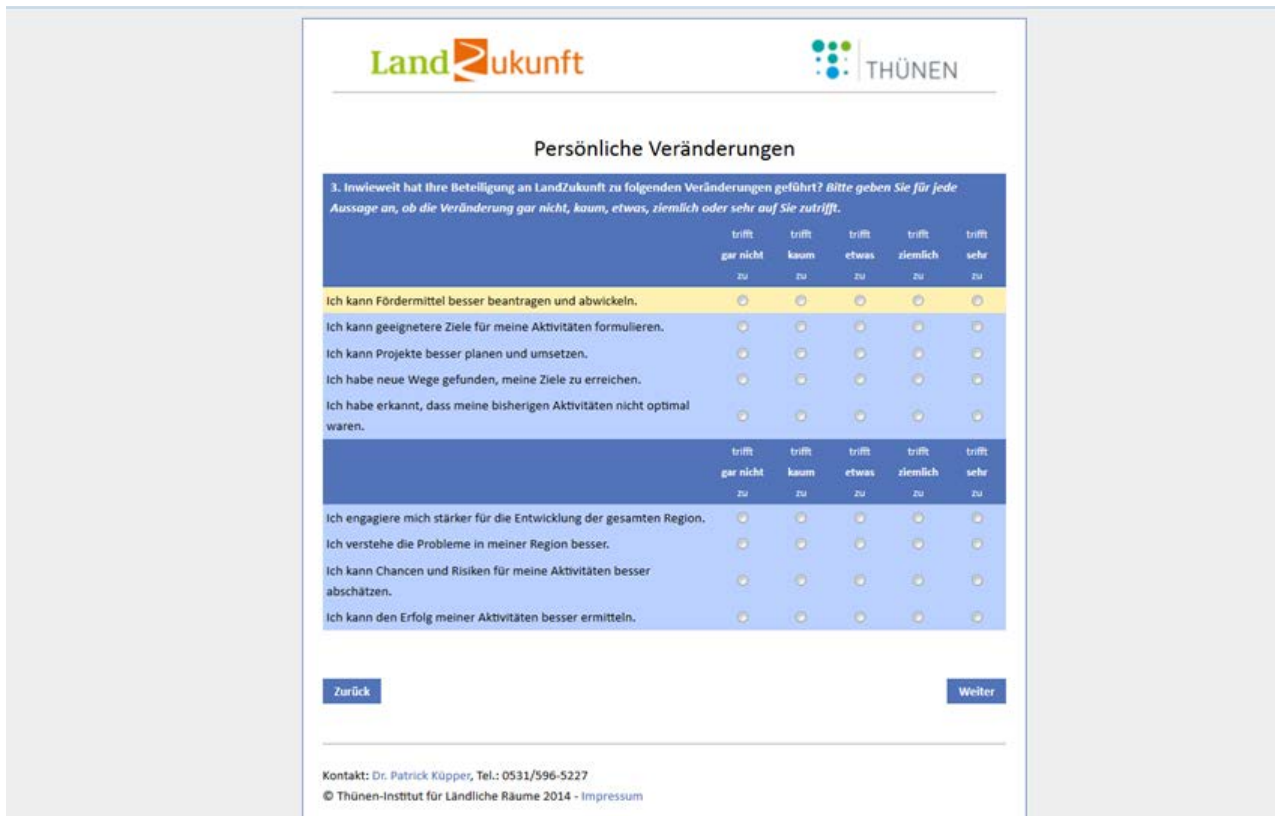 LandZukunft
THÜNEN
Persönliche Veränderungen
3. Inwieweit hat Ihre Beteiligung an LandZukunft zu folgenden Veränderungen geführt? Bitte geben Sie für jede
Aussage an, ob die Veränderung gar nicht, kaum, etwas, ziemlich oder sehr auf Sie zutrifft.
trifft trifft trifft trifft trifft
gar nicht kaum etwas ziemlich sehr
zu zu zu zu zu
Ich kann Fördermittel besser beantragen und abwickeln.
Ich kann geeignetere Ziele für meine Aktivitäten formulieren.
Ich kann Projekte besser planen und umsetzen.
Ich habe neue Wege gefunden, meine Ziele zu erreichen.
Ich habe erkannt, dass meine bisherigen Aktivitäten nicht optimal
waren.
trifft trifft trifft trifft trifft
gar nicht kaum etwas ziemlich sehr
zu zu zu zu zu
Ich engagiere mich stärker für die Entwicklung der gesamten Region.
Ich verstehe die Probleme in meiner Region besser.
Ich kann Chancen und Risiken für meine Aktivitäten besser
abschätzen.
Ich kann den Erfolg meiner Aktivitäten besser ermitteln.
Zurück Weiter
Kontakt: Dr. Patrick Küpper, Tel.: 0531/596-5227
© Thünen-Institut für Ländliche Räume 2014 - Impressum